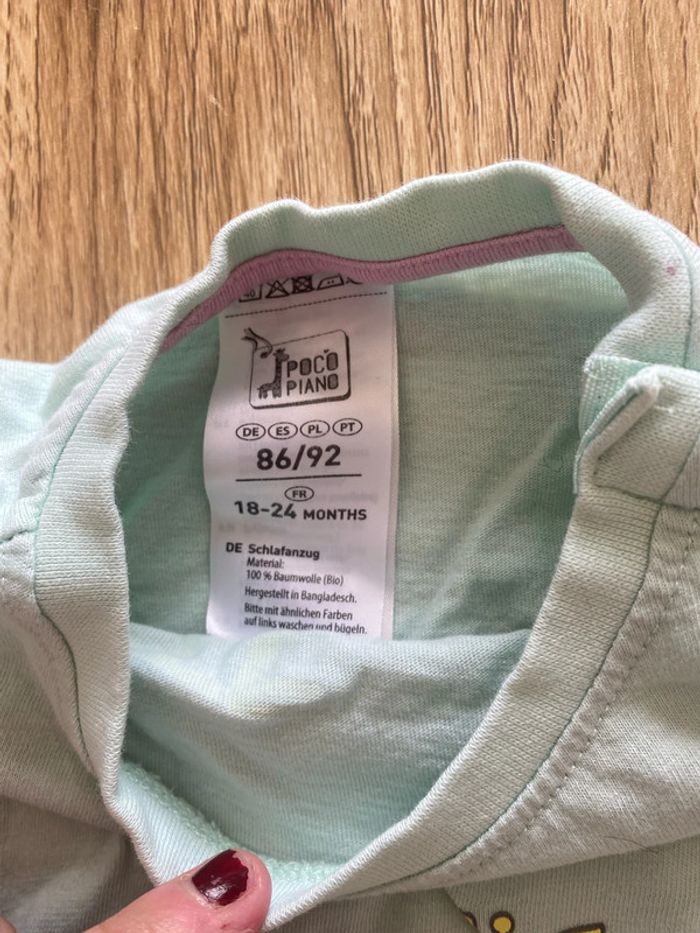 40
POCO
PIANO
DE ES PL PT
86/92
FR
18-24 MONTHS
DE Schlafanzug
Material:
100 % Baumwolle (Bio)
Hergestellt in Bangladesch.
Bitte mit ähnlichen Farben
auf links waschen und bügeln.